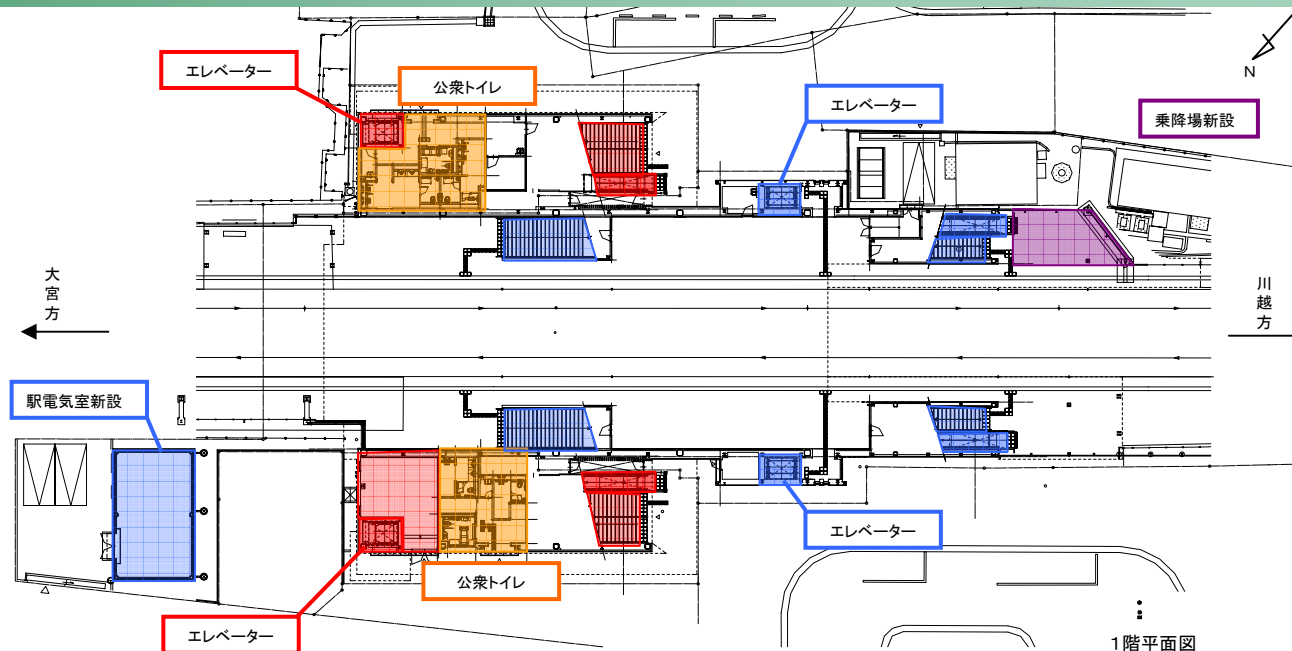 エレベーター
公衆トイレ
エレベーター
N
乗降場新設
大宮方
川越方
駅電気室新設
エレベーター
公衆トイレ
エレベーター
1階平面図